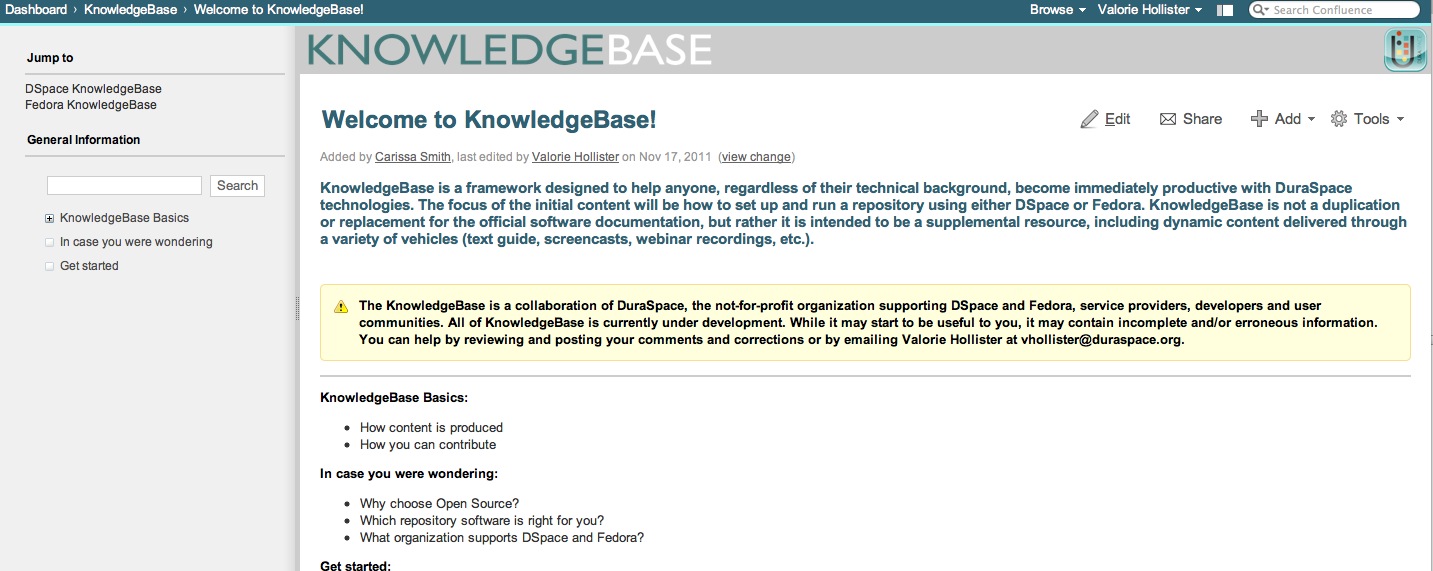 Dashboard › KnowledgeBase › Welcome to KnowledgeBase!
Browse Valorie Hollister Search Confluence
Jump to
DSpace KnowledgeBase
Fedora KnowledgeBase
General Information
Search
KnowledgeBase Basics
In case you were wondering
Get started
KNOWLEDGEBASE
Welcome to KnowledgeBase!
Edit Share Add Tools
Added by Carissa Smith, last edited by Valorie Hollister on Nov 17, 2011 (view change)
KnowledgeBase is a framework designed to help anyone, regardless of their technical background, become immediately productive with DuraSpace
technologies. The focus of the initial content will be how to set up and run a repository using either DSpace or Fedora. KnowledgeBase is not a duplication
or replacement for the official software documentation, but rather it is intended to be a supplemental resource, including dynamic content delivered through
a variety of vehicles (text guide, screencasts, webinar recordings, etc.).
The KnowledgeBase is a collaboration of DuraSpace, the not-for-profit organization supporting DSpace and Fedora, service providers, developers and user
communities. All of KnowledgeBase is currently under development. While it may start to be useful to you, it may contain incomplete and/or erroneous information.
You can help by reviewing and posting your comments and corrections or by emailing Valorie Hollister at vhollister@duraspace.org.
KnowledgeBase Basics:
• How content is produced
• How you can contribute
In case you were wondering:
• Why choose Open Source?
• Which repository software is right for you?
• What organization supports DSpace and Fedora?
Get started: